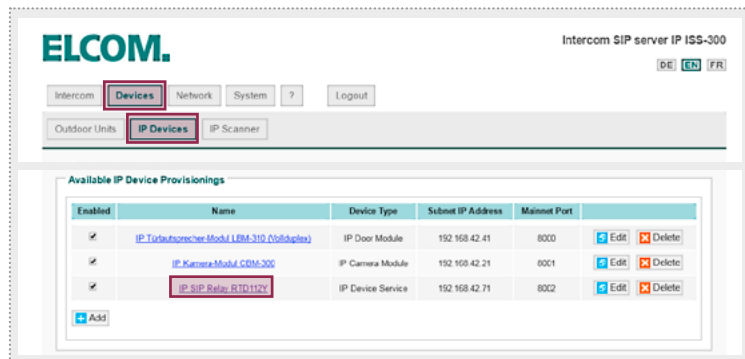 ELCOM.
Intercom SIP server IP ISS-300
DE EN FR
Intercom Devices Network System ? Logout
Outdoor Units IP Devices IP Scanner
Available IP Device Provisionings
Enabled Name Device Type Subnet IP Address Mainnet Port
IP Türlautsprecher-Modul LBM-310 (Vollduplex) IP Door Module 192.168.42.41 8000 Edit Delete
IP Kamera-Modul CBM-300 IP Camera Module 192.168.42.21 8001 Edit Delete
IP SIP Relay RTD112Y IP Device Service 192.168.42.71 8002 Edit Delete
Add